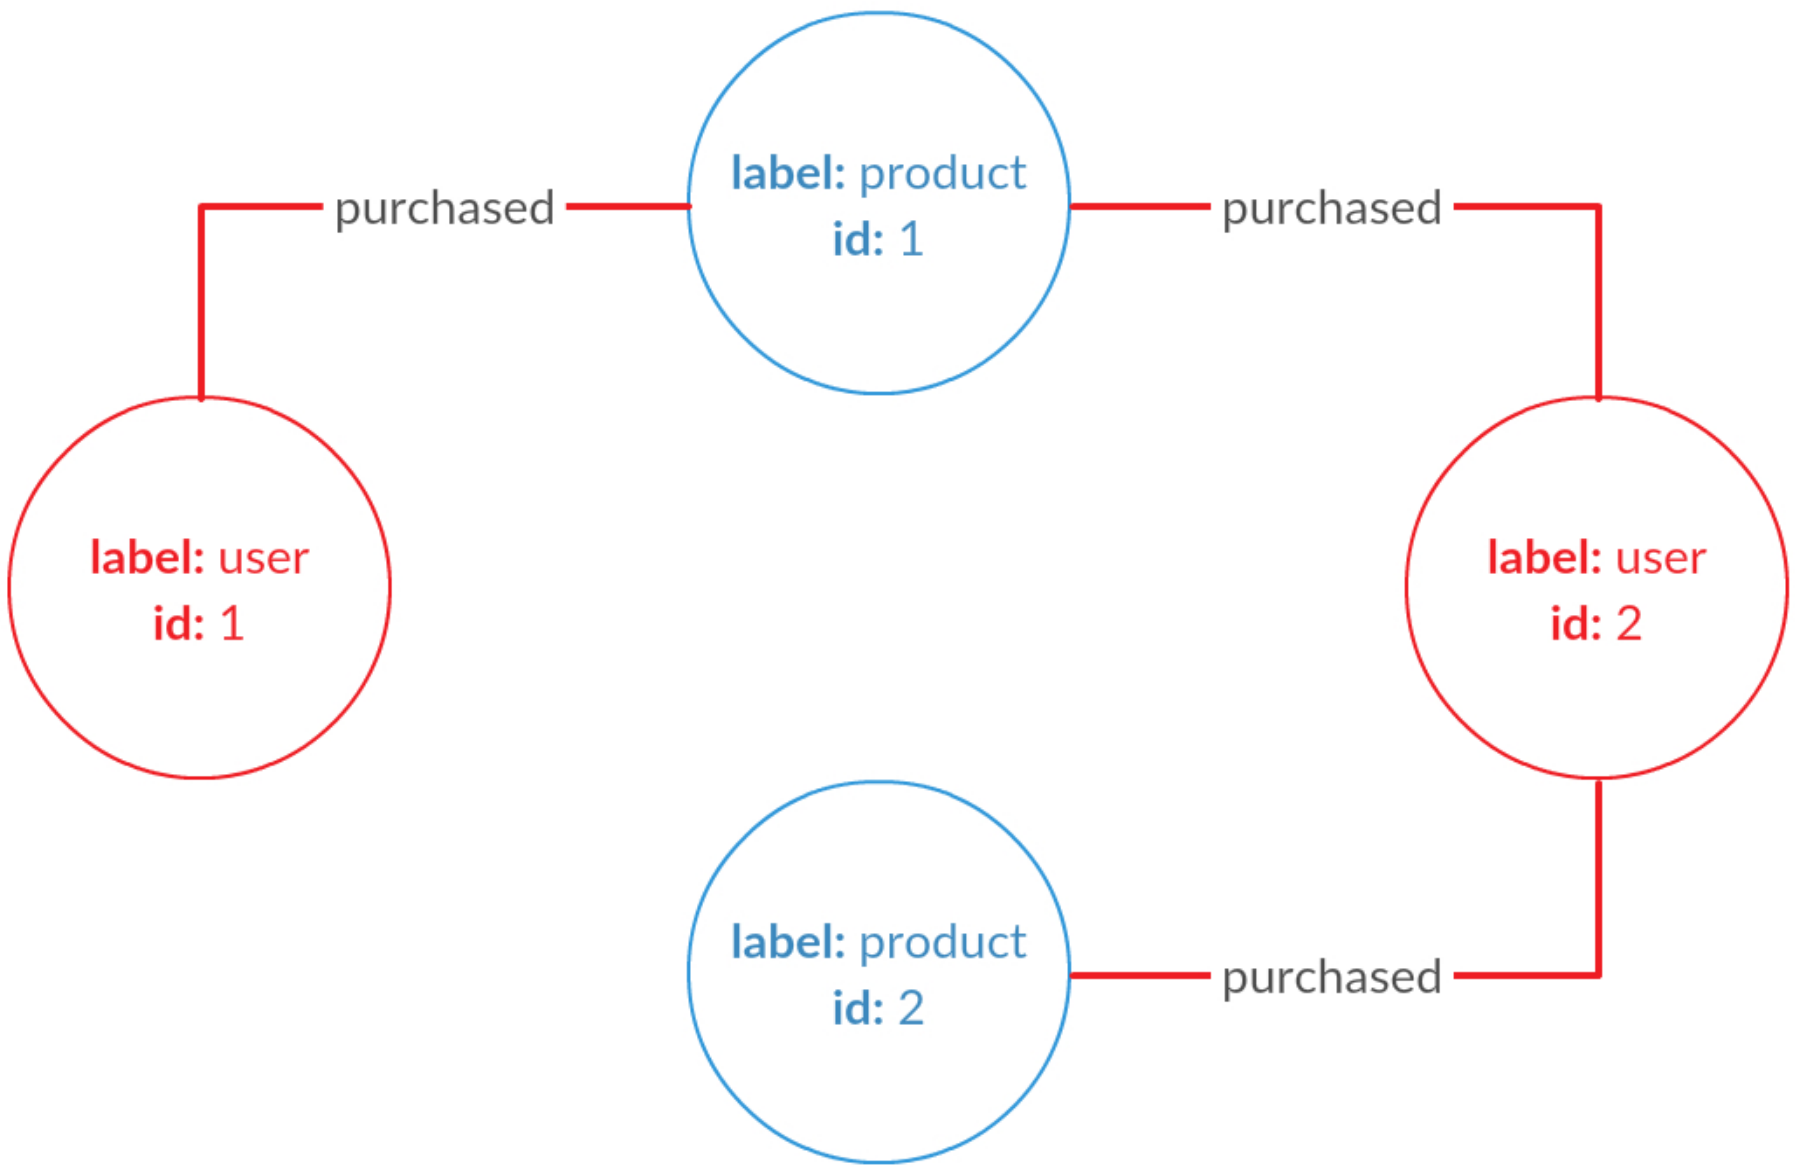 label: product
id: 1
purchased
purchased
label: user
id: 1
label: user
id: 2
label: product
id: 2
purchased